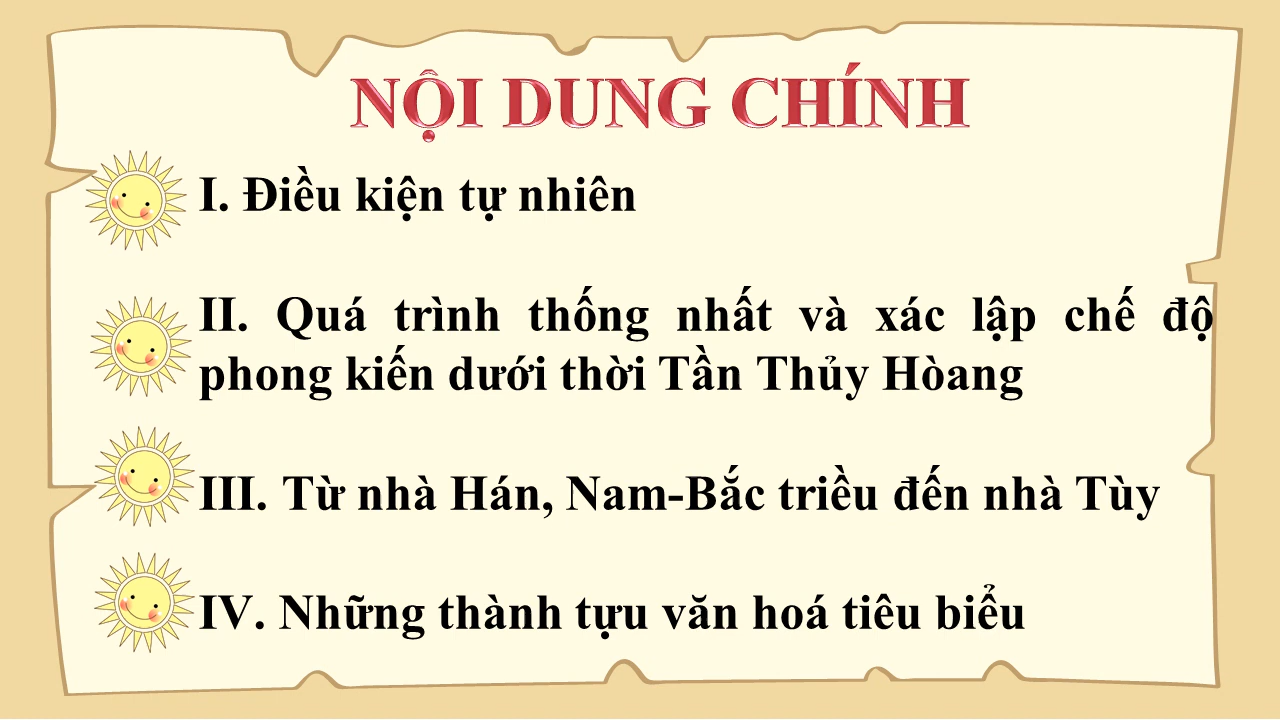 NỘI DUNG CHÍNH
I. Điều kiện tự nhiên
II. Quá trình thống nhất và xác lập chế độ
phong kiến dưới thời Tần Thủy Hòang
III. Từ nhà Hán, Nam-Bắc triều đến nhà Tùy
IV. Những thành tựu văn hoá tiêu biểu